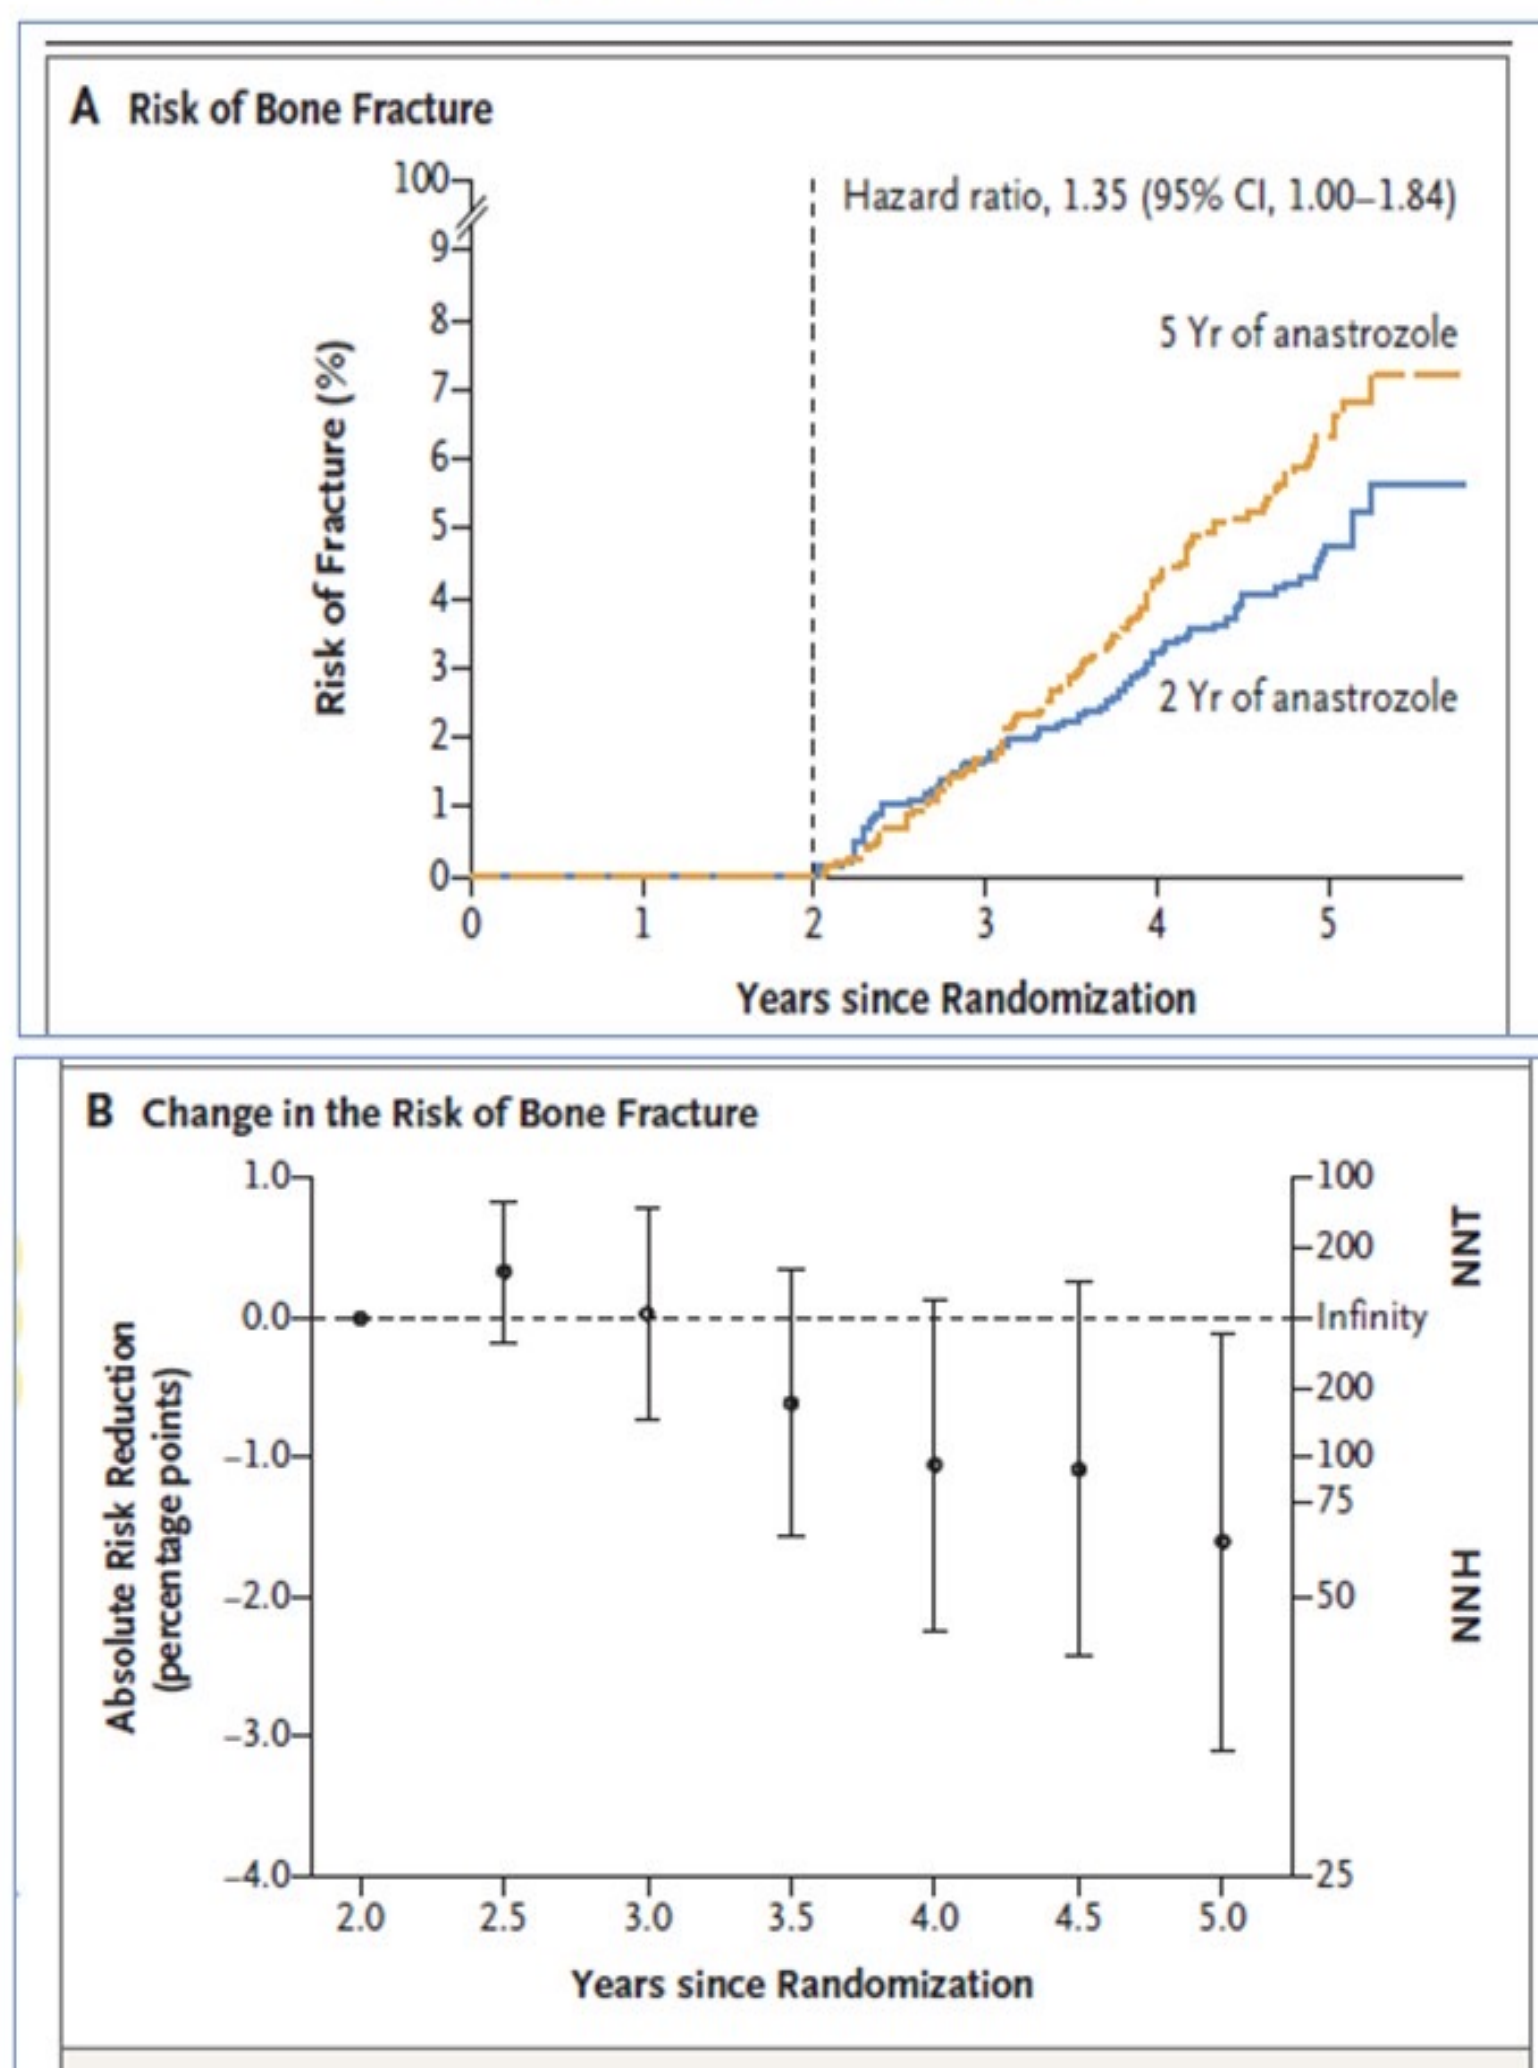 A Risk of Bone Fracture
100
Hazard ratio, 1.35 (95% CI, 1.00–1.84)
9
8
5 Yr of anastrozole
7
6
5
4
3
2 Yr of anastrozole
2
1
0
Risk of Fracture (%)
0 1 2 3 4 5
Years since Randomization
B Change in the Risk of Bone Fracture
1.0
0.0
–1.0
–2.0
–3.0
–4.0
Absolute Risk Reduction
(percentage points)
100
200
Infinity
200
100
75
50
25
NNT
NNH
2.0 2.5 3.0 3.5 4.0 4.5 5.0
Years since Randomization